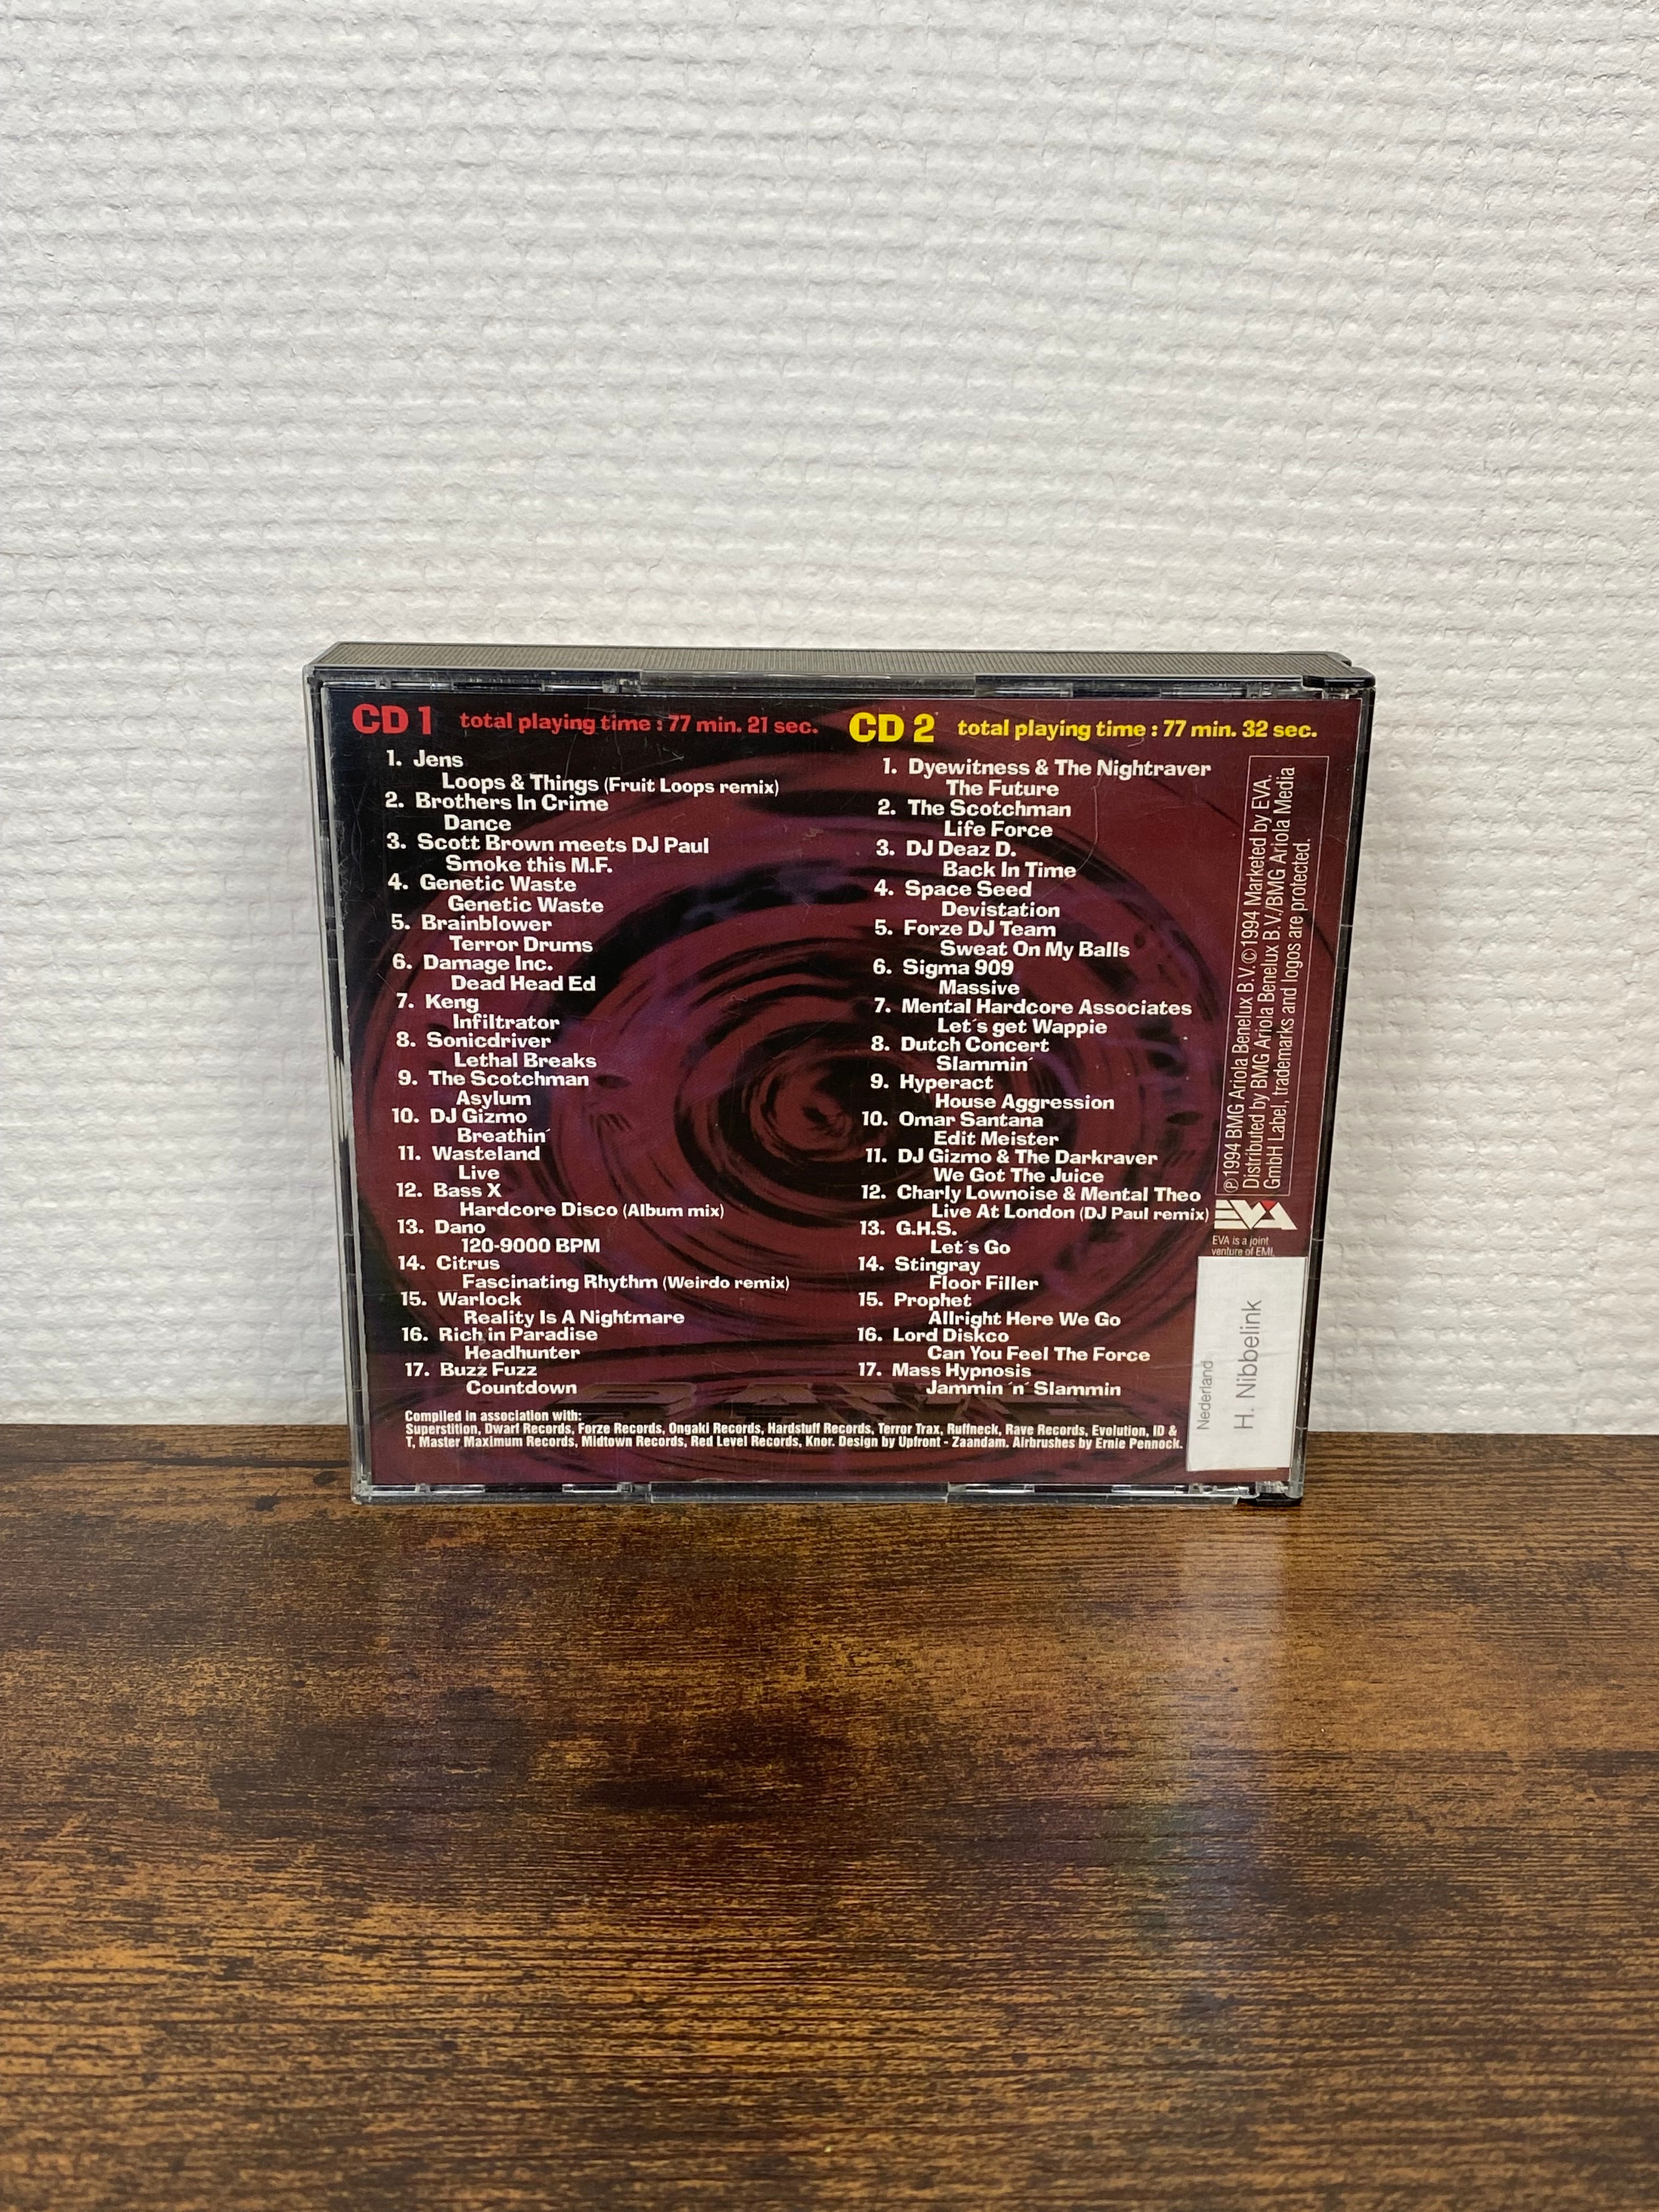 CD 1 total playing time : 77 min. 21 sec.
1. Jens
Loops & Things (Fruit Loops remix)
2. Brothers In Crime
Dance
3. Scott Brown meets DJ Paul
Smoke this M.F.
4. Genetic Waste
Genetic Waste
5. Brainblower
Terror Drums
6. Damage Inc.
Dead Head Ed
7. Keng
Infiltrator
8. Sonicdriver
Lethal Breaks
9. The Scotchman
Asylum
10. DJ Gizmo
Breathin´
11. Wasteland
Live
12. Bass X
Hardcore Disco (Album mix)
13. Dano
120-9000 BPM
14. Citrus
Fascinating Rhythm (Weirdo remix)
15. Warlock
Reality Is A Nightmare
16. Rich in Paradise
Headhunter
17. Buzz Fuzz
Countdown
CD 2 total playing time : 77 min. 32 sec.
1. Dyewitness & The Nightraver
The Future
2. The Scotchman
Life Force
3. DJ Deaz D.
Back In Time
4. Space Seed
Devistation
5. Forze DJ Team
Sweat On My Balls
6. Sigma 909
Massive
7. Mental Hardcore Associates
Let´s get Wappie
8. Dutch Concert
Slammin´
9. Hyperact
House Aggression
10. Omar Santana
Edit Meister
11. DJ Gizmo & The Darkraver
We Got The Juice
12. Charly Lownoise & Mental Theo
Live At London (DJ Paul remix)
13. G.H.S.
Let´s Go
14. Stingray
Floor Filler
15. Prophet
Allright Here We Go
16. Lord Diskco
Can You Feel The Force
17. Mass Hypnosis
Jammin ´n´ Slammin
Compiled in association with:
Superstition, Dwarf Records, Forze Records, Ongaki Records, Hardstuff Records, Terror Trax, Ruffneck, Rave Records, Evolution, ID &
T, Master Maximum Records, Midtown Records, Red Level Records, Knor. Design by Upfront - Zaandam. Airbrushes by Ernie Pennock.
℗1994 BMG Ariola Benelux B.V.©1994 Marketed by EVA.
Distributed by BMG Ariola Benelux B.V./BMG Ariola Media
GmbH Label, trademarks and logos are protected.
EVA
EVA is a joint
venture of EMI,
Nederland
H. Nibbelink